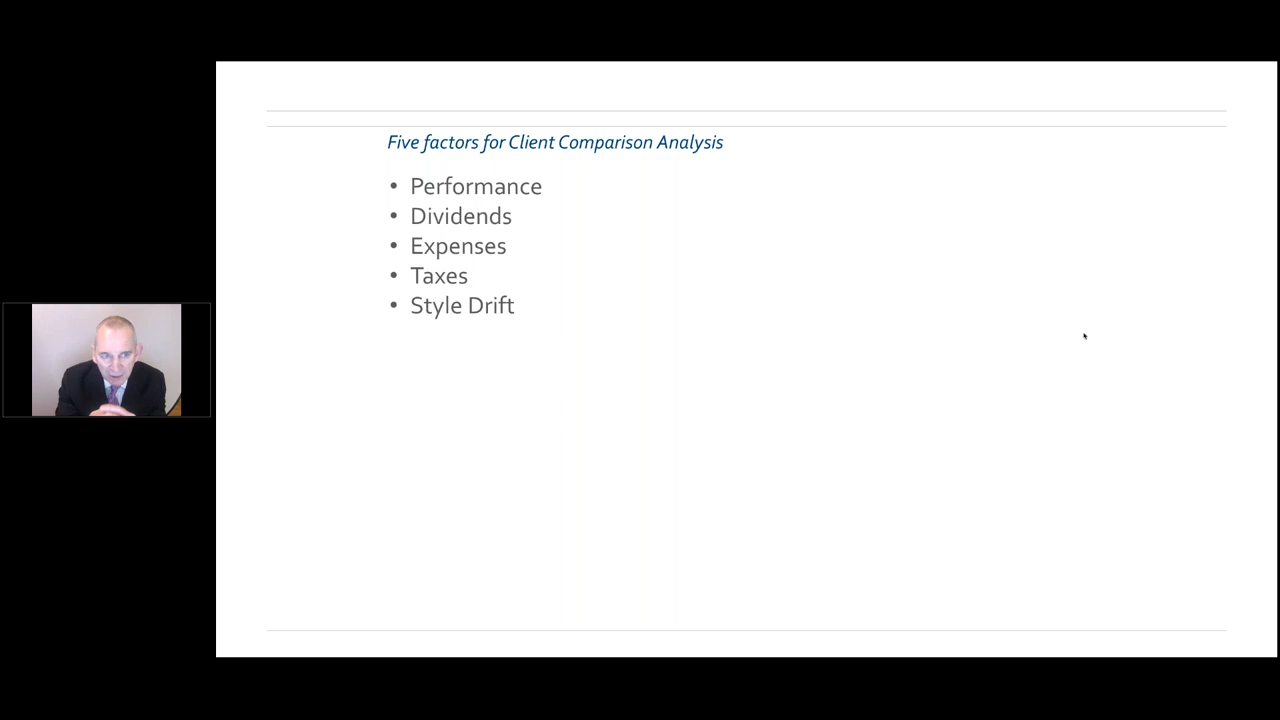 Five factors for Client Comparison Analysis
• Performance
• Dividends
• Expenses
• Taxes
• Style Drift